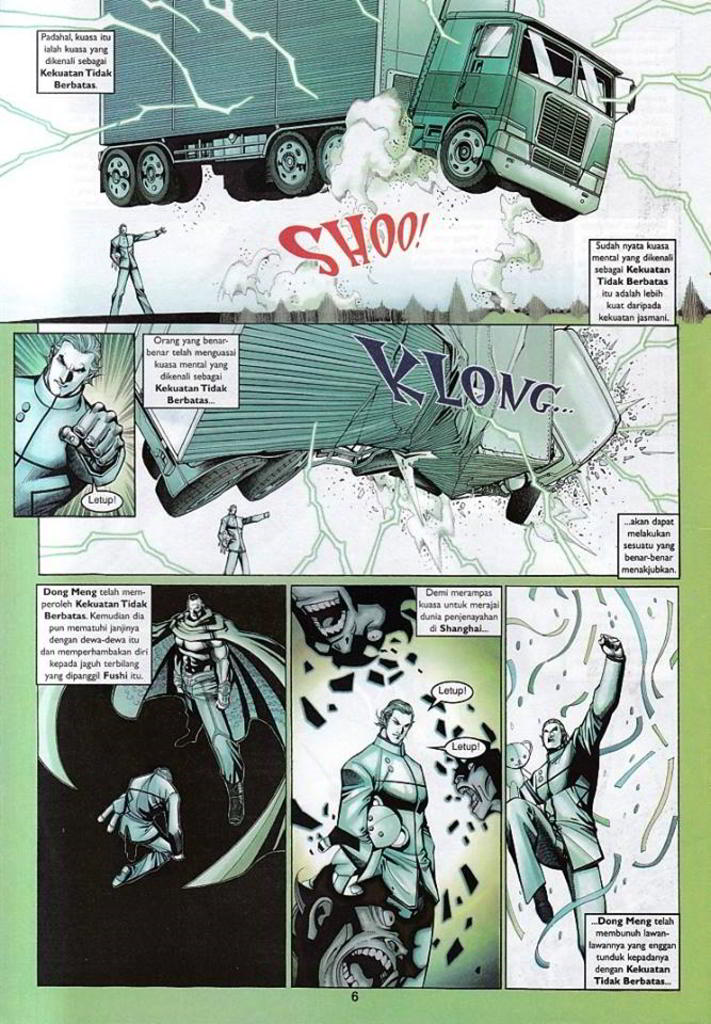 Padahal, kuasa itu
ialah kuasa yang
dikenali sebagai
Kekuatan Tidak
Berbatas.
SHOO!
Sudah nyata kuasa
mental yang dikenali
sebagai Kekuatan
Tidak Berbatas
itu adalah lebih
kuat daripada
kekuatan jasmani.
Letup!
Orang yang benar-
benar telah menguasai
kuasa mental yang
dikenali sebagai
Kekuatan Tidak
Berbatas...
KLONG...
...akan dapat
melakukan
sesuatu yang
benar-benar
menakjubkan.
Dong Meng telah mem-
peroleh Kekuatan Tidak
Berbatas. Kemudian dia
pun mematuhi janjinya
dengan dewa-dewa itu
dan memperhambakan diri
kepada jaguh terbilang
yang dipanggil Fushi itu.
Demi merampas
kuasa untuk merajai
dunia penjenayahan
di Shanghai...
Letup!
Letup!
...Dong Meng telah
membunuh lawan-
lawannya yang enggan
tunduk kepadanya
dengan Kekuatan
Tidak Berbatas...
6